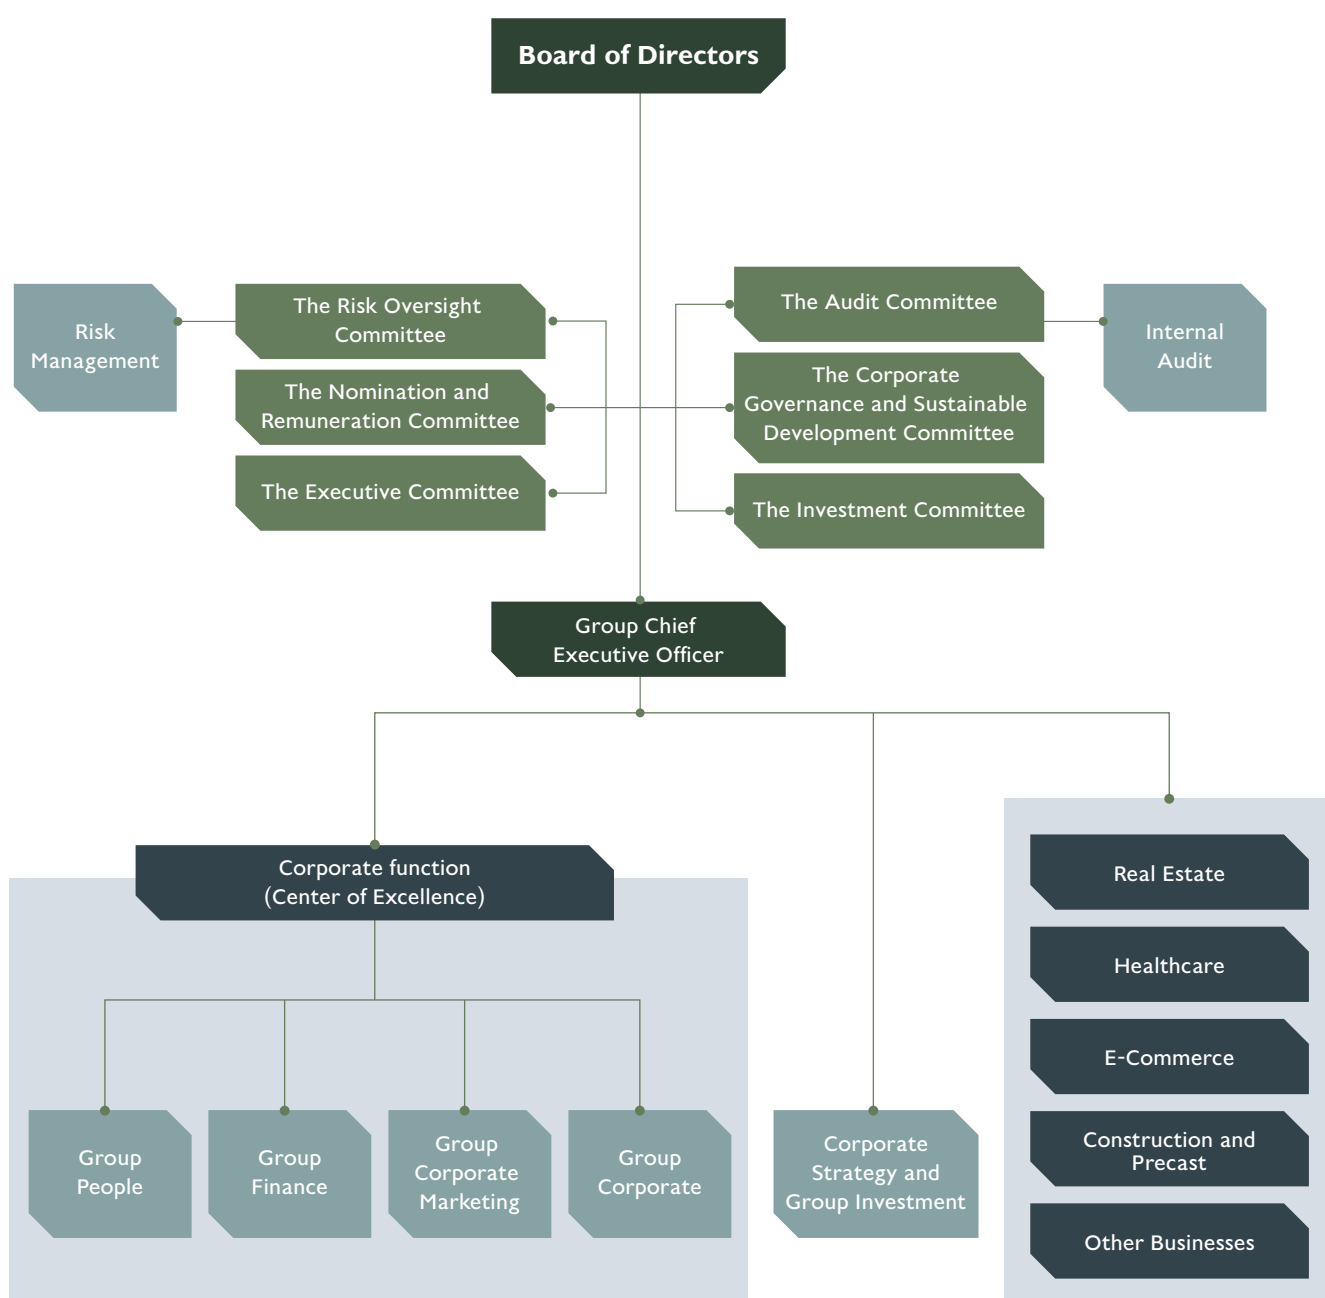 Board of Directors
Risk
Management
The Risk Oversight
Committee
The Nomination and
Remuneration Committee
The Executive Committee
The Audit Committee
The Corporate
Governance and Sustainable
Development Committee
The Investment Committee
Internal
Audit
Group Chief
Executive Officer
Corporate function
(Center of Excellence)
Group
People
Group
Finance
Group
Corporate
Marketing
Group
Corporate
Corporate
Strategy and
Group Investment
Real Estate
Healthcare
E-Commerce
Construction and
Precast
Other Businesses